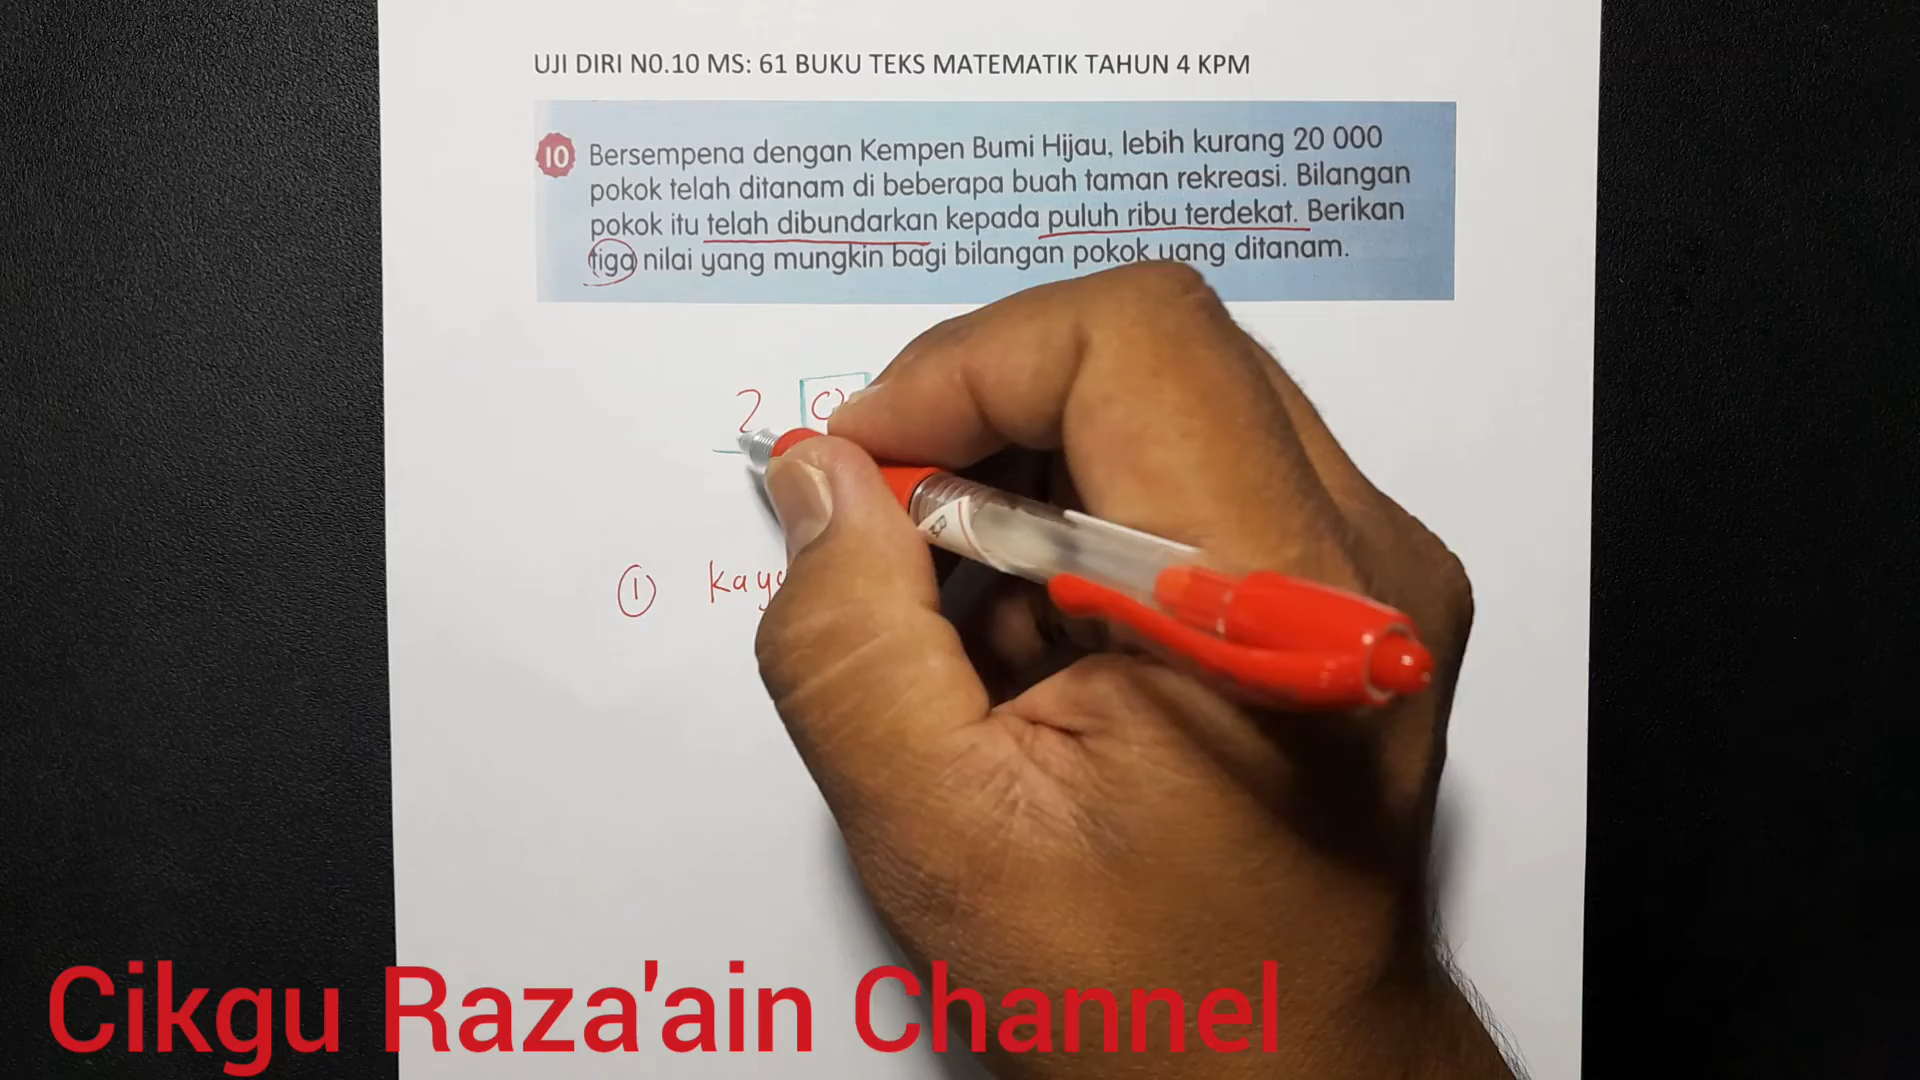 UJI DIRI NO.10 MS: 61 BUKU TEKS MATEMATIK TAHUN 4 KPM
10 Bersempena dengan Kempen Bumi Hijau, lebih kurang 20 000
pokok telah ditanam di beberapa buah taman rekreasi. Bilangan
pokok itu telah dibundarkan kepada puluh ribu terdekat. Berikan
tiga nilai yang mungkin bagi bilangan pokok yang ditanam.
2 0
1
Cikgu Raza'ain Channel